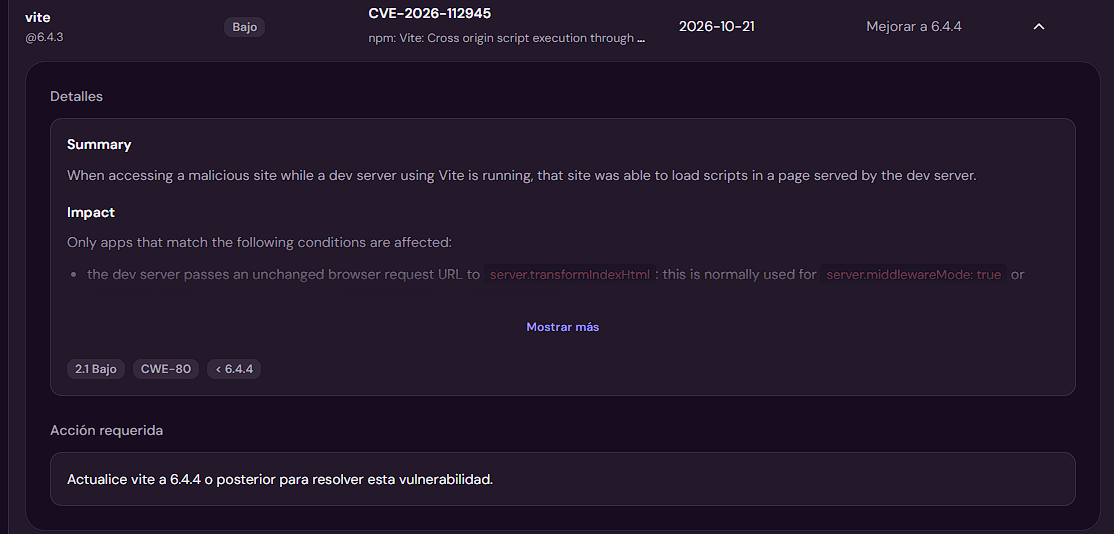 vite
@6.4.3
Bajo
CVE-2026-112945
npm: Vite: Cross origin script execution through ...
2026-10-21
Mejorar a 6.4.4
Detalles
Summary
When accessing a malicious site while a dev server using Vite is running, that site was able to load scripts in a page served by the dev server.
Impact
Only apps that match the following conditions are affected:
• the dev server passes an unchanged browser request URL to server.transformIndexHtml : this is normally used for server.middlewareMode: true or
Mostrar más
2.1 Bajo
CWE-80
< 6.4.4
Acción requerida
Actualice vite a 6.4.4 o posterior para resolver esta vulnerabilidad.